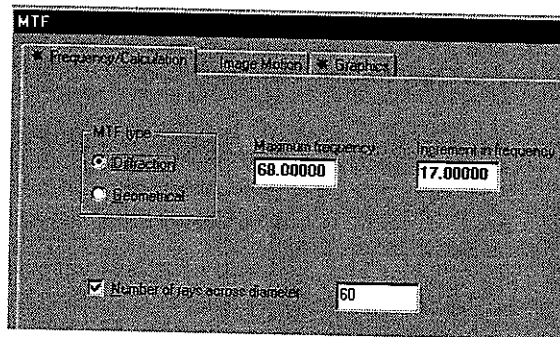 MTF
* Frequency/Calculation Image Motion * Graphics
MTF type
Diffraction
Geometrical
Maximum frequency
68.00000
Increment in frequency
17.00000
Number of rays across diameter 60